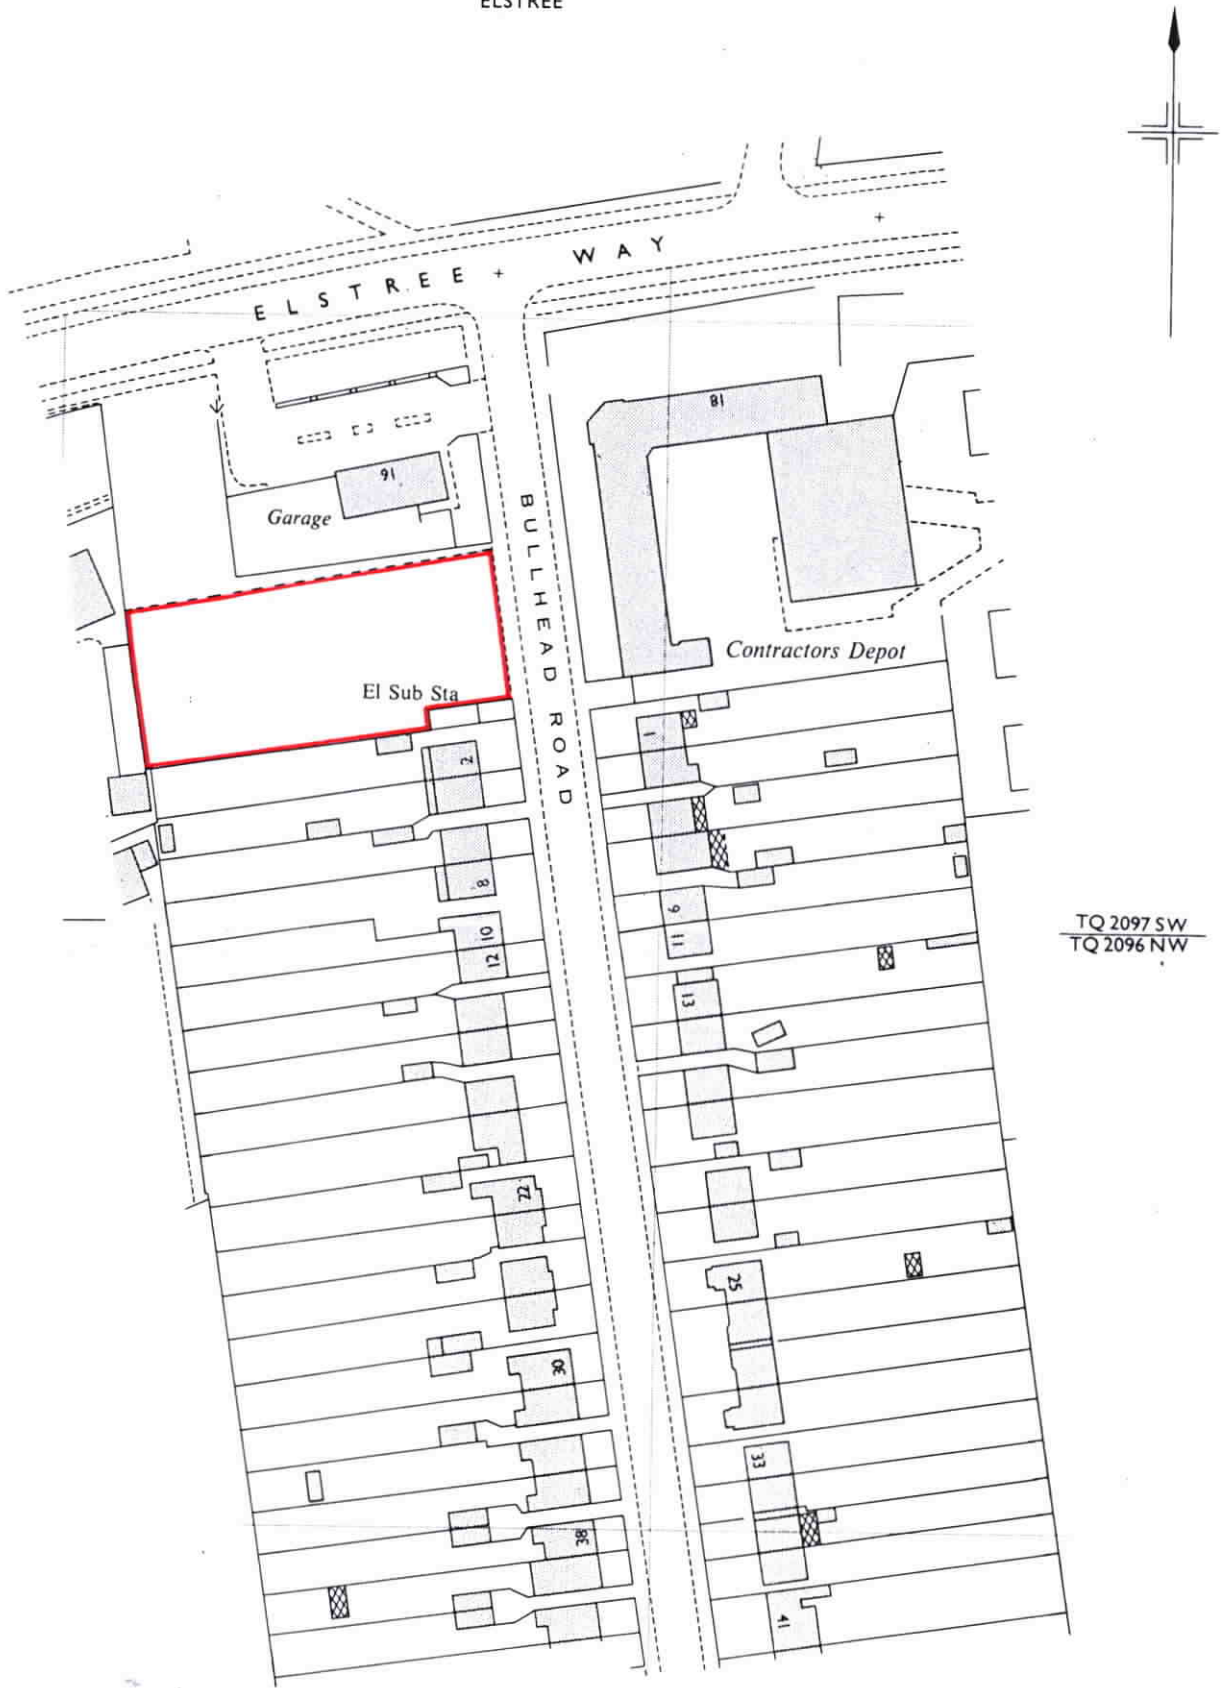 ELSTREE
ELSTREE WAY
81
91
Garage
BULLHEAD ROAD
Contractors Depot
El Sub Sta
1
2
8
9
10
11
12
TQ 2097 SW
TQ 2096 NW
13
22
25
30
33
38
41